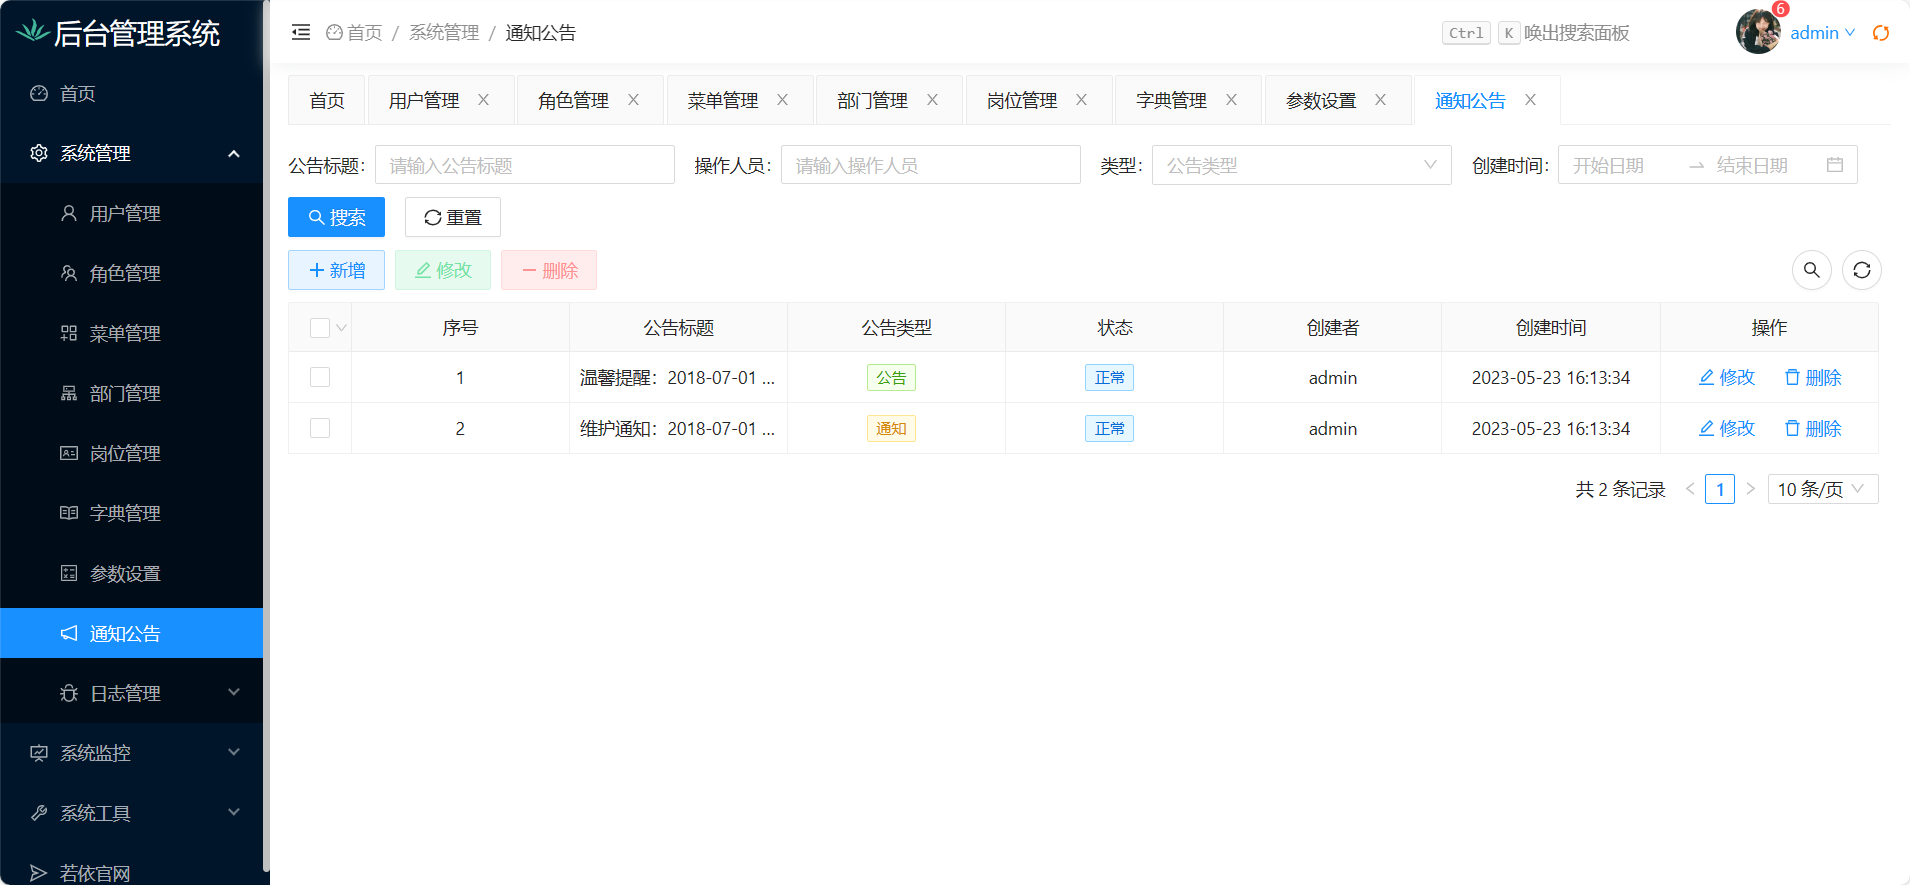 后台管理系统
首页
系统管理
用户管理
角色管理
菜单管理
部门管理
岗位管理
字典管理
参数设置
通知公告
日志管理
系统监控
系统工具
若依官网
首页 / 系统管理 / 通知公告
Ctrl K 唤出搜索面板
6
admin
首页 用户管理 角色管理 菜单管理 部门管理 岗位管理 字典管理 参数设置 通知公告
公告标题: 请输入公告标题 操作人员: 请输入操作人员 类型: 公告类型 创建时间: 开始日期 → 结束日期
搜索 重置
+ 新增 修改 — 删除
序号 公告标题 公告类型 状态 创建者 创建时间 操作
1 温馨提醒：2018-07-01 ... 公告 正常 admin 2023-05-23 16:13:34 修改 删除
2 维护通知：2018-07-01 ... 通知 正常 admin 2023-05-23 16:13:34 修改 删除
共 2 条记录 < 1 > 10 条/页